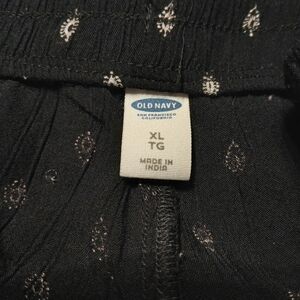 OLD NAVY
SAN FRANCISCO
CALIFORNIA
XL
TG
MADE IN
INDIA